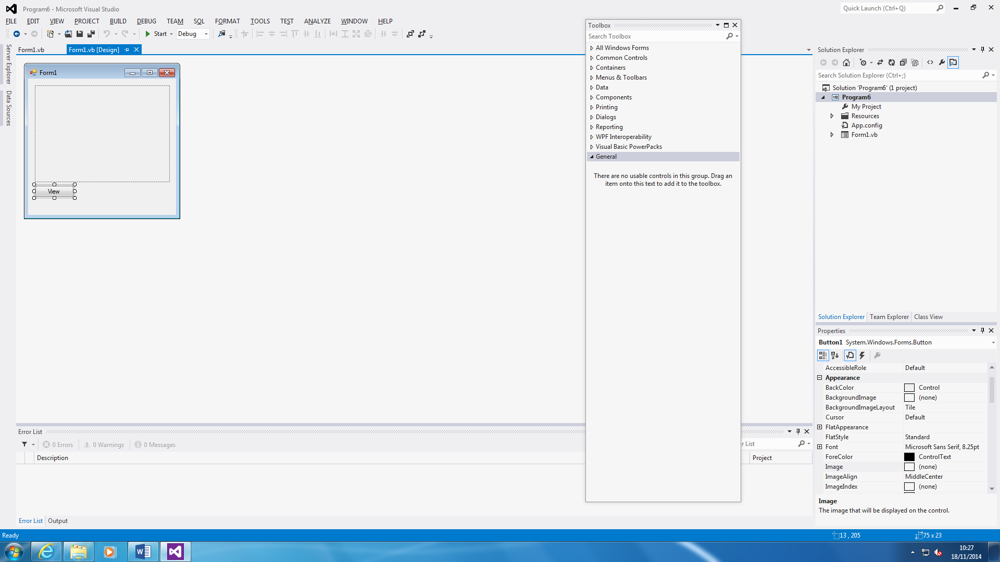 Program6 - Microsoft Visual Studio
Quick Launch (Ctrl+Q)
FILE EDIT VIEW PROJECT BUILD DEBUG TEAM SQL FORMAT TOOLS TEST ANALYZE WINDOW HELP
Start Debug
Server Explorer
Data Sources
Form1.vb
Form1.vb [Design]
Form1
View
Toolbox
Search Toolbox
All Windows Forms
Common Controls
Containers
Menus & Toolbars
Data
Components
Printing
Dialogs
Reporting
WPF Interoperability
Visual Basic PowerPacks
General
There are no usable controls in this group. Drag an
item onto this text to add it to the toolbox.
Solution Explorer
Search Solution Explorer (Ctrl+;)
Solution 'Program6' (1 project)
VB Program6
My Project
Resources
App.config
Form1.vb
Solution Explorer Team Explorer Class View
Properties
Button1 System.Windows.Forms.Button
AccessibleRole Default
Appearance
BackColor Control
BackgroundImage (none)
BackgroundImageLayout Tile
Cursor Default
FlatAppearance
FlatStyle Standard
Font Microsoft Sans Serif, 8.25pt
ForeColor ControlText
Image (none)
ImageAlign MiddleCenter
ImageIndex (none)
Image
The image that will be displayed on the control.
Error List
0 Errors 0 Warnings 0 Messages
r List
Description
Project
Error List Output
Ready
13 , 205
75 x 23
10:27
18/11/2014